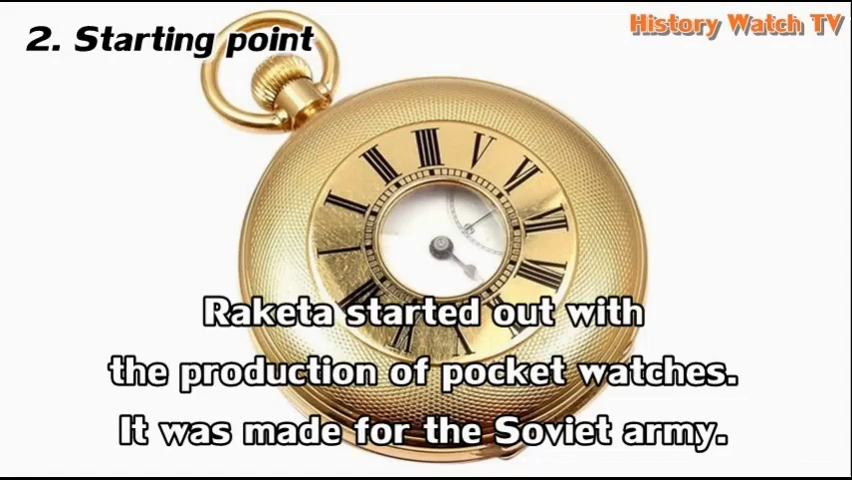 2. Starting point
History Watch TV
Raketa started out with
the production of pocket watches.
It was made for the Soviet army.